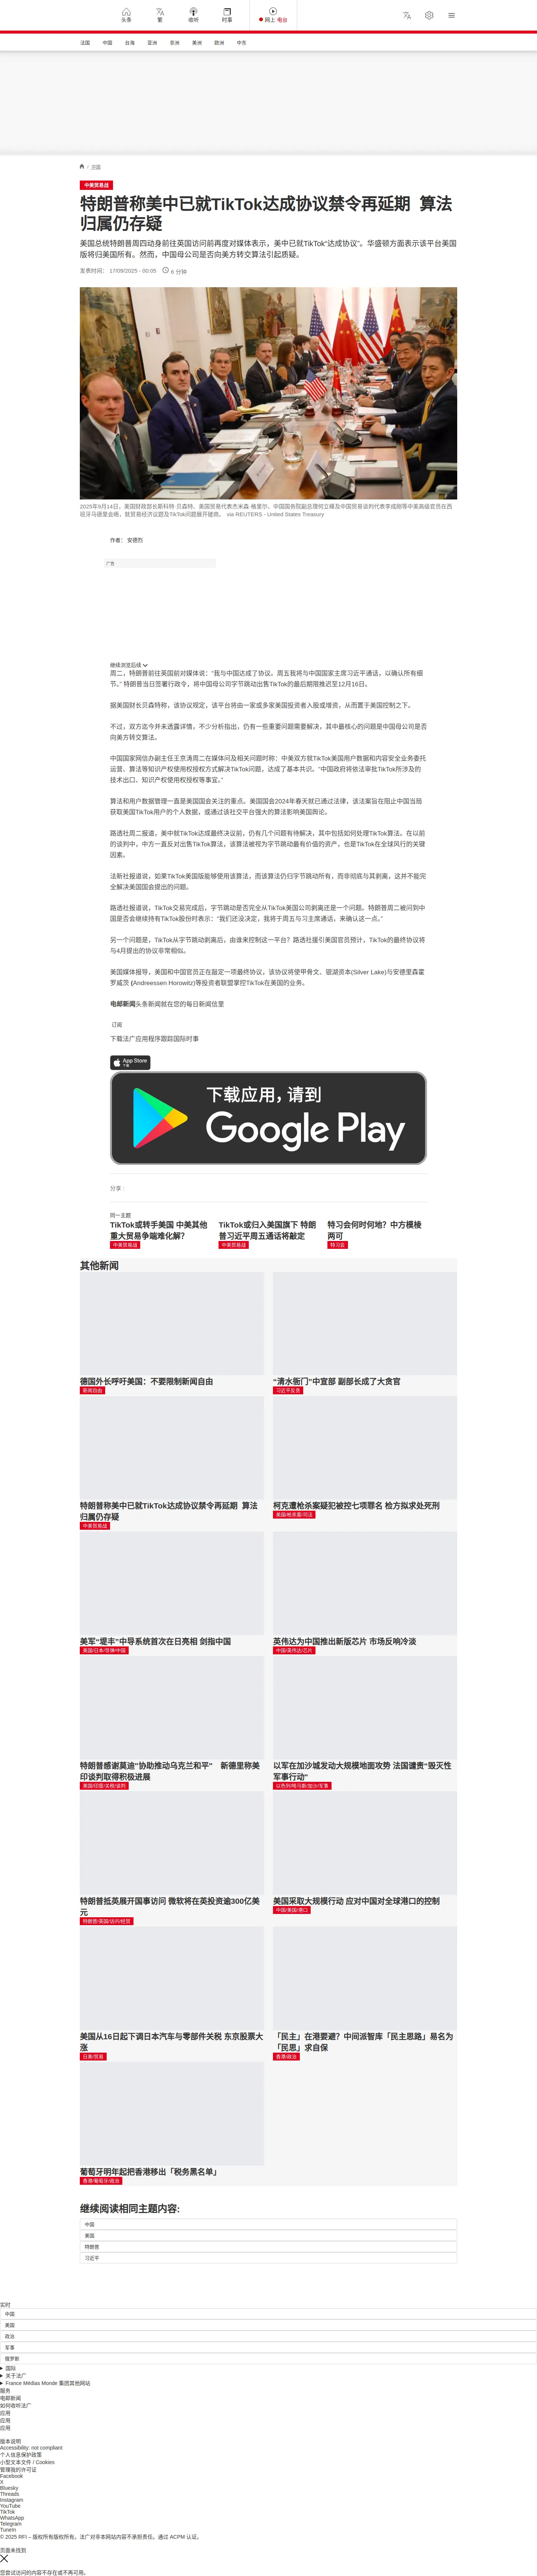 头条
繁
收听
时事
网上 电台
法国
中国
台海
亚洲
非洲
美洲
欧洲
中东
/ 美国
中美贸易战
特朗普称美中已就TikTok达成协议禁令再延期 算法
归属仍存疑
美国总统特朗普周四动身前往英国访问前再度对媒体表示，美中已就TikTok“达成协议”。华盛顿方面表示该平台美国
版将归美国所有。然而，中国母公司是否向美方转交算法引起质疑。
发表时间： 17/09/2025 - 00:05 6 分钟
2025年9月14日，美国财政部长斯科特·贝森特、美国贸易代表杰米森·格里尔、中国国务院副总理何立峰及中国贸易谈判代表李成钢等中美高级官员在西
班牙马德里会晤，就贸易经济议题及TikTok问题展开磋商。 via REUTERS - United States Treasury
作者： 安德烈
广告
继续浏览后续
周二，特朗普前往英国前对媒体说：“我与中国达成了协议。周五我将与中国国家主席习近平通话，以确认所有细
节。” 特朗普当日签署行政令，将中国母公司字节跳动出售TikTok的最后期限推迟至12月16日。
据美国财长贝森特称，该协议规定，该平台将由一家或多家美国投资者入股或增资，从而置于美国控制之下。
不过，双方迄今并未透露详情，不少分析指出，仍有一些重要问题需要解决，其中最核心的问题是中国母公司是否
向美方转交算法。
中国国家网信办副主任王京涛周二在媒体问及相关问题时称：中美双方就TikTok美国用户数据和内容安全业务委托
运营、算法等知识产权使用权授权方式解决TikTok问题，达成了基本共识。“中国政府将依法审批TikTok所涉及的
技术出口、知识产权使用权授权等事宜。”
算法和用户数据管理一直是美国国会关注的重点。美国国会2024年春天就已通过法律，该法案旨在阻止中国当局
获取美国TikTok用户的个人数据，或通过该社交平台强大的算法影响美国舆论。
路透社周二报道，美中就TikTok达成最终决议前，仍有几个问题有待解决，其中包括如何处理TikTok算法。在以前
的谈判中，中方一直反对出售TikTok算法，该算法被视为字节跳动最有价值的资产，也是TikTok在全球风行的关键
因素。
法新社报道说，如果TikTok美国版能够使用该算法，而该算法仍归字节跳动所有，而非彻底与其剥离，这并不能完
全解决美国国会提出的问题。
路透社报道说，TikTok交易完成后，字节跳动是否完全从TikTok美国公司剥离还是一个问题。特朗普周二被问到中
国是否会继续持有TikTok股份时表示：“我们还没决定，我将于周五与习主席通话，来确认这一点。”
另一个问题是，TikTok从字节跳动剥离后，由谁来控制这一平台？路透社援引美国官员预计，TikTok的最终协议将
与4月提出的协议非常相似。
美国媒体报导，美国和中国官员正在敲定一项最终协议，该协议将使甲骨文、银湖资本(Silver Lake)与安德里森霍
罗威茨 (Andreessen Horowitz)等投资者联盟掌控TikTok在美国的业务。
电邮新闻头条新闻就在您的每日新闻信里
订阅
下载法广应用程序跟踪国际时事
App Store
下载
下载应用，请到
Google Play
分享 :
同一主题
TikTok或转手美国 中美其他
重大贸易争端难化解？
中美贸易战
TikTok或归入美国旗下 特朗
普习近平周五通话将敲定
中美贸易战
特习会何时何地？中方模棱
两可
特习会
其他新闻
德国外长呼吁美国：不要限制新闻自由
新闻自由
“清水衙门”中宣部 副部长成了大贪官
习近平反贪
特朗普称美中已就TikTok达成协议禁令再延期 算法
归属仍存疑
中美贸易战
柯克遭枪杀案疑犯被控七项罪名 检方拟求处死刑
美国/枪杀案/司法
美军“堤丰”中导系统首次在日亮相 剑指中国
美国/日本/导弹/中国
英伟达为中国推出新版芯片 市场反响冷淡
中国/英伟达/芯片
特朗普感谢莫迪“协助推动乌克兰和平” 新德里称美
印谈判取得积极进展
美国/印度/关税/谈判
以军在加沙城发动大规模地面攻势 法国谴责“毁灭性
军事行动”
以色列/哈马斯/加沙/军事
特朗普抵英展开国事访问 微软将在英投资逾300亿美
元
特朗普/英国/访问/经贸
美国采取大规模行动 应对中国对全球港口的控制
中国/美国/港口
美国从16日起下调日本汽车与零部件关税 东京股票大
涨
日美/贸易
「民主」在港要避？中间派智库「民主思路」易名为
「民思」求自保
香港/政治
葡萄牙明年起把香港移出「税务黑名单」
香港/葡萄牙/政治
继续阅读相同主题内容:
中国
美国
特朗普
习近平
实时
中国
美国
政治
军事
俄罗斯
国际
关于法广
France Médias Monde 集团其他网站
服务
电邮新闻
如何收听法广
应用
应用
应用
版本说明
Accessibility: not compliant
个人信息保护政策
小型文本文件 / Cookies
管理我的许可证
Facebook
X
Bluesky
Threads
Instagram
YouTube
TikTok
WhatsApp
Telegram
TuneIn
© 2025 RFI – 版权所有版权所有。法广对非本网站内容不承担责任。通过 ACPM 认证。
页面未找到
您尝试访问的内容不存在或不再可用。